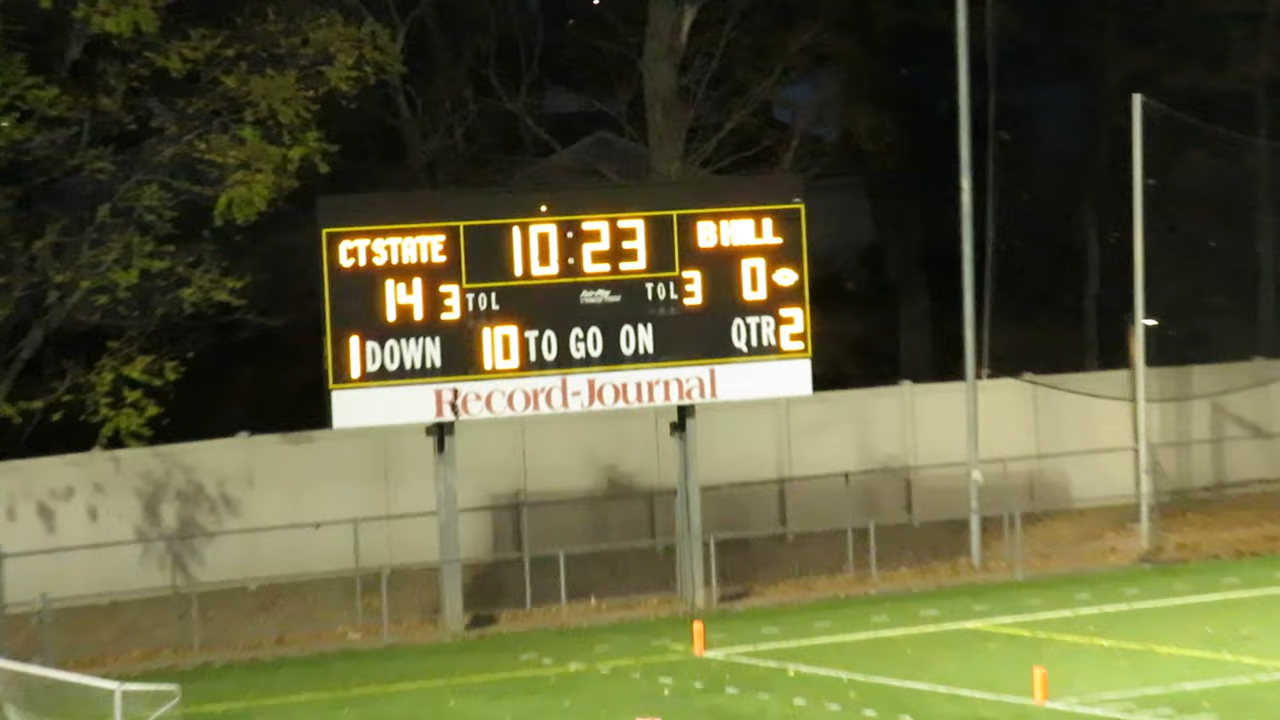 CTSTATE 10:23 BHILL
14 3 TOL TOL 3 0
1 DOWN 10 TO GO ON QTR 2
Record-Journal